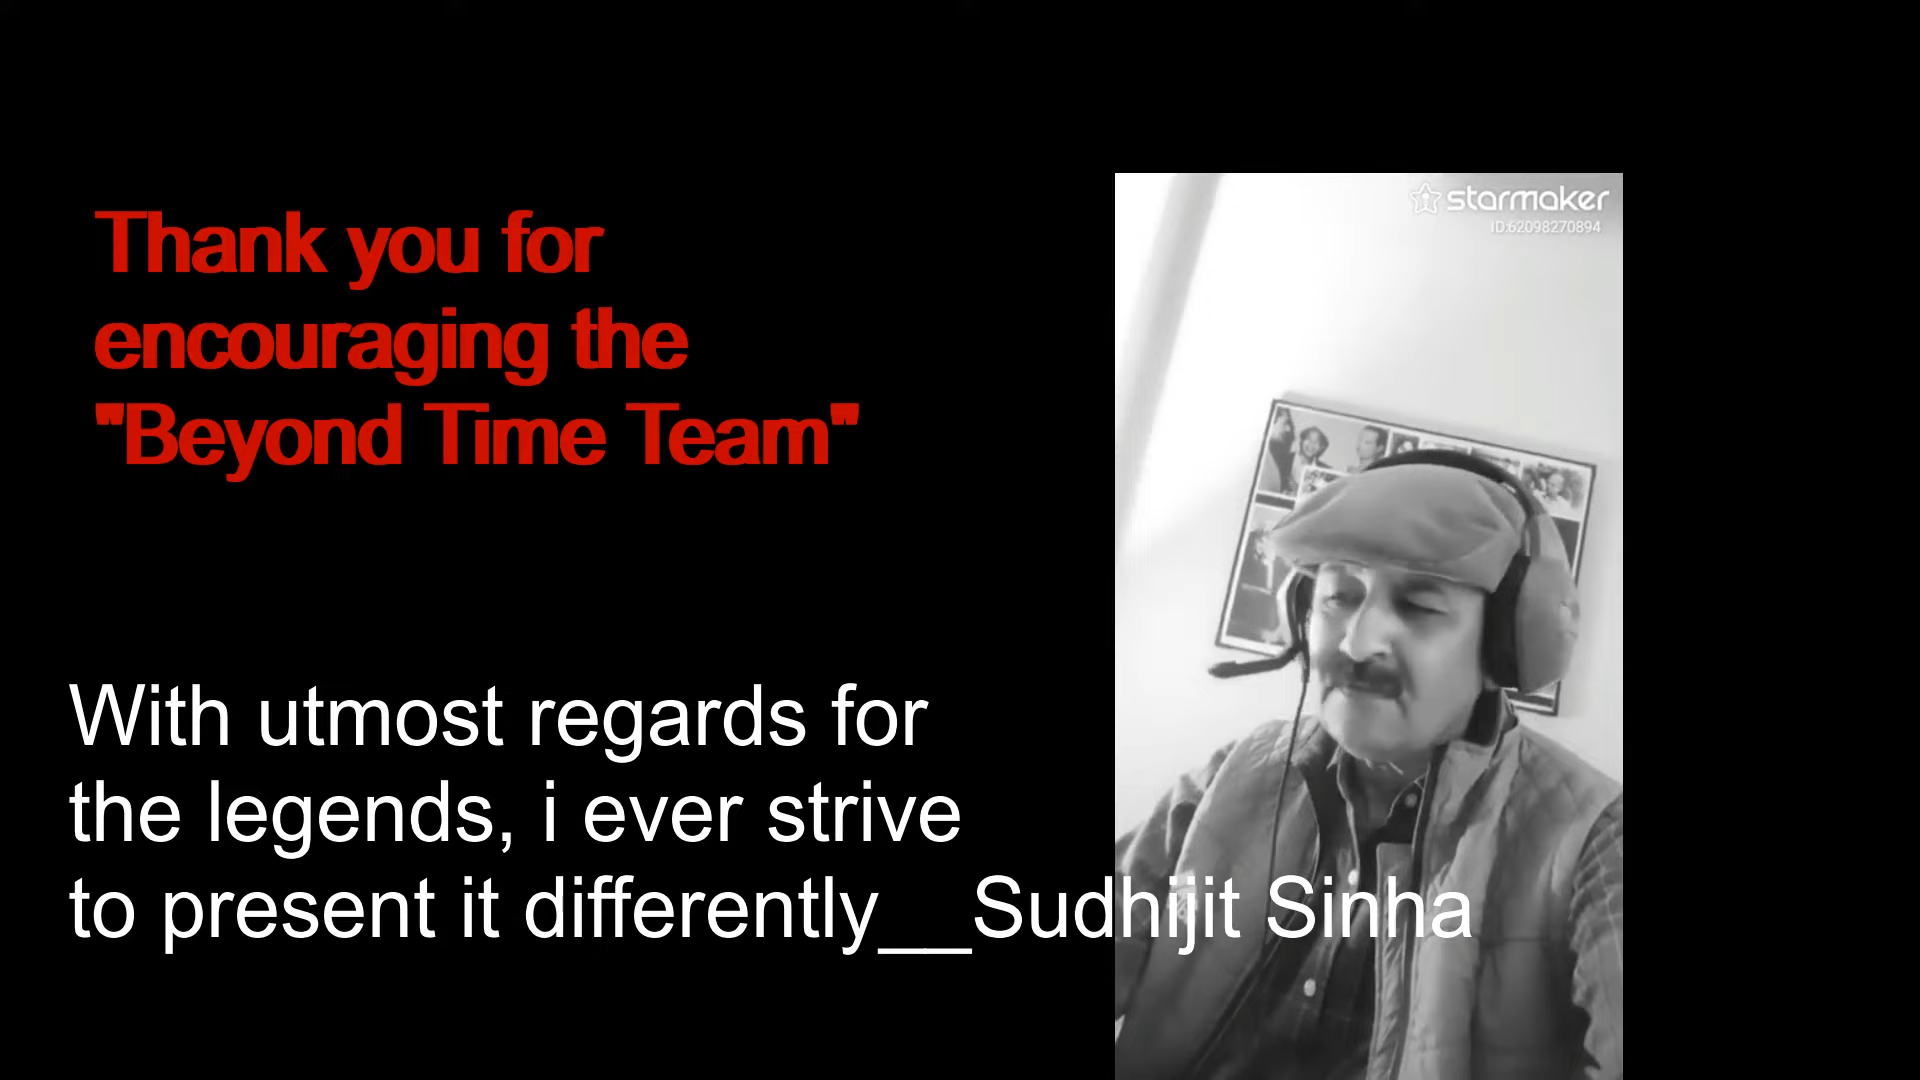 Thank you for
encouraging the
"Beyond Time Team"
With utmost regards for
the legends, i ever strive
to present it differently__Sudhijit Sinha
starmaker
ID:62098270894